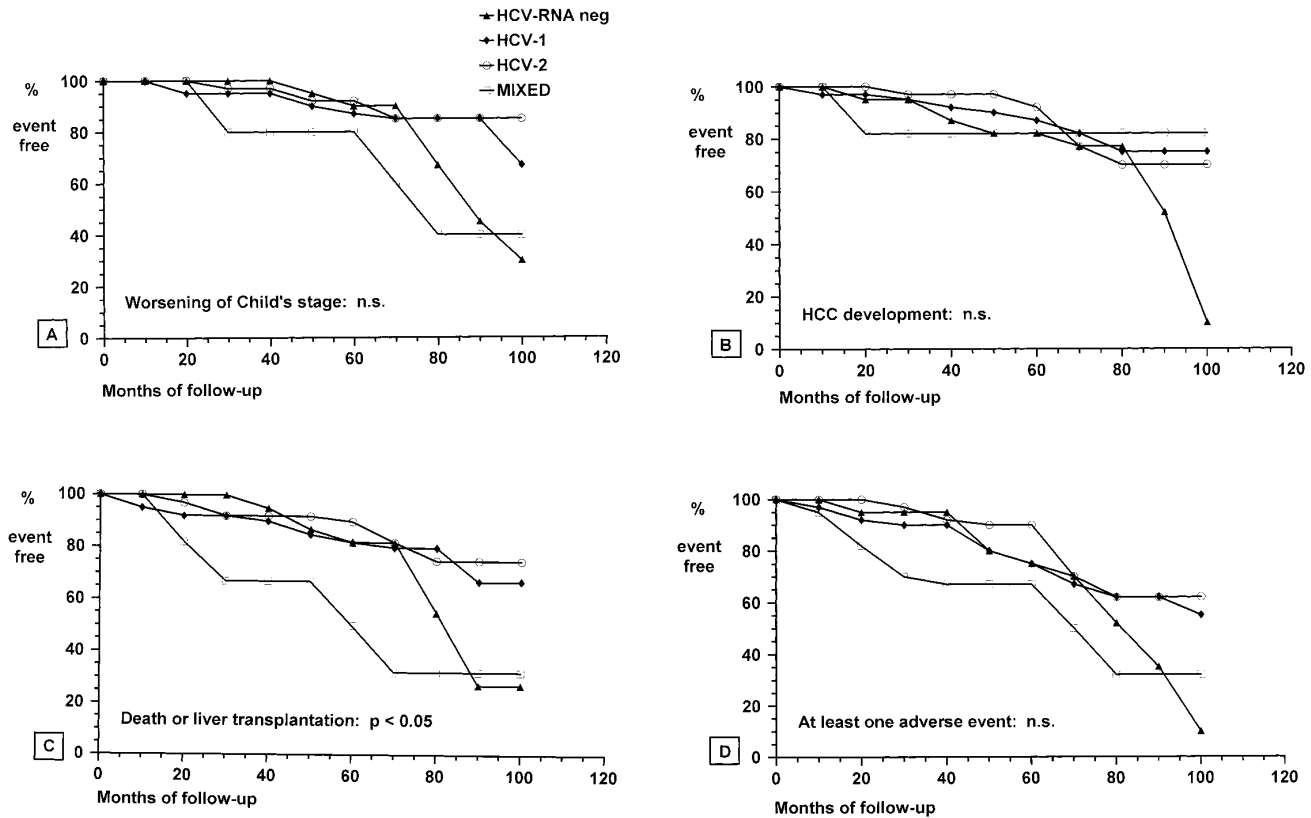 HCV-RNA neg
HCV-1
HCV-2
MIXED
%
event
free
100
80
60
40
20
0
Worsening of Child's stage: n.s.
A
0 20 40 60 80 100 120
Months of follow-up
%
event
free
100
80
60
40
20
0
HCC development: n.s.
B
0 20 40 60 80 100 120
Months of follow-up
%
event
free
100
80
60
40
20
0
Death or liver transplantation: p < 0.05
C
0 20 40 60 80 100 120
Months of follow-up
%
event
free
100
80
60
40
20
0
At least one adverse event: n.s.
D
0 20 40 60 80 100 120
Months of follow-up